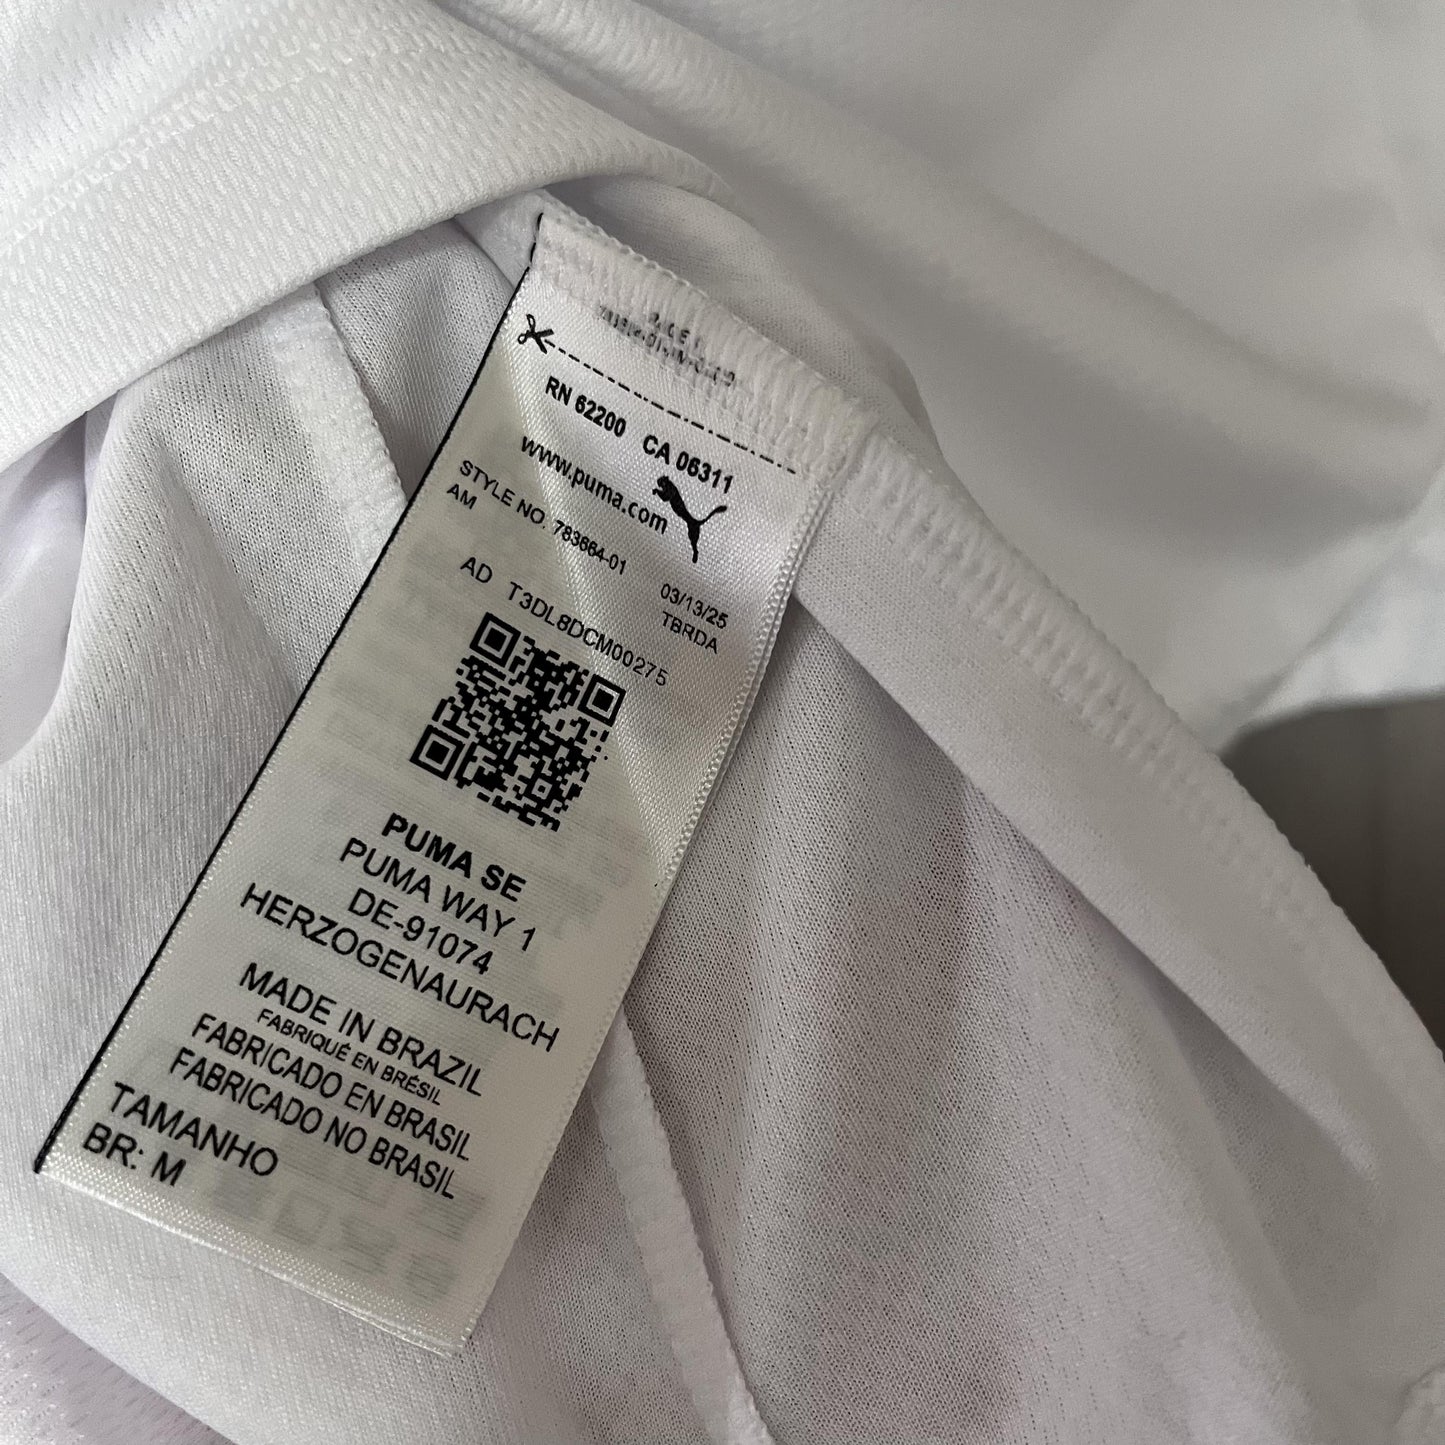 RN 62200 CA 06311
www.puma.com
STYLE NO. 783664-01 03/13/25
AM TBRDA
AD T3DL8DCM00275
PUMA SE
PUMA WAY 1
DE-91074
HERZOGENAURACH
MADE IN BRAZIL
FABRIQUÉ EN BRÉSIL
FABRICADO EN BRASIL
FABRICADO NO BRASIL
TAMANHO
BR: M